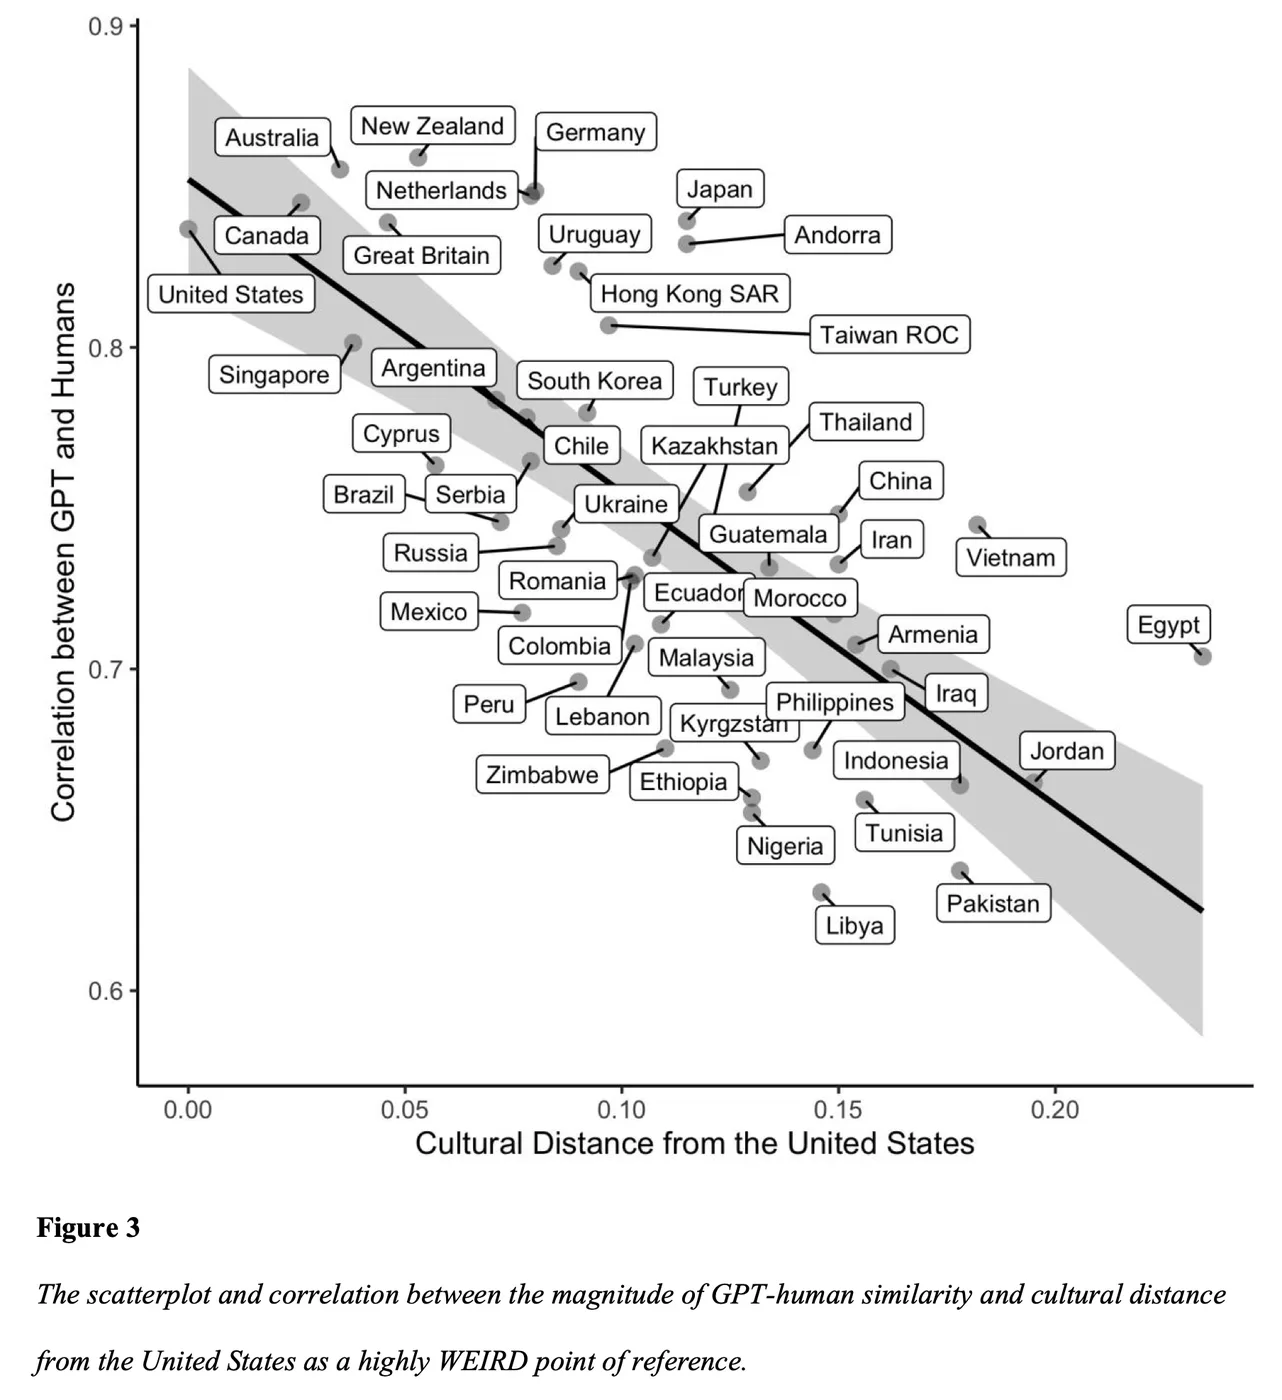 0.9
New Zealand
Germany
Australia
Netherlands
Japan
Canada
Uruguay
Andorra
Great Britain
United States
Hong Kong SAR
Taiwan ROC
0.8
Singapore
Argentina
South Korea
Turkey
Thailand
Cyprus
Chile
Kazakhstan
China
Brazil
Serbia
Ukraine
Guatemala
Iran
Russia
Vietnam
Romania
Ecuador
Morocco
Mexico
Egypt
Colombia
Armenia
Malaysia
0.7
Iraq
Peru
Philippines
Lebanon
Kyrgzstan
Jordan
Indonesia
Zimbabwe
Ethiopia
Tunisia
Nigeria
Pakistan
Libya
0.6
Correlation between GPT and Humans
0.00 0.05 0.10 0.15 0.20
Cultural Distance from the United States
Figure 3
The scatterplot and correlation between the magnitude of GPT-human similarity and cultural distance
from the United States as a highly WEIRD point of reference.